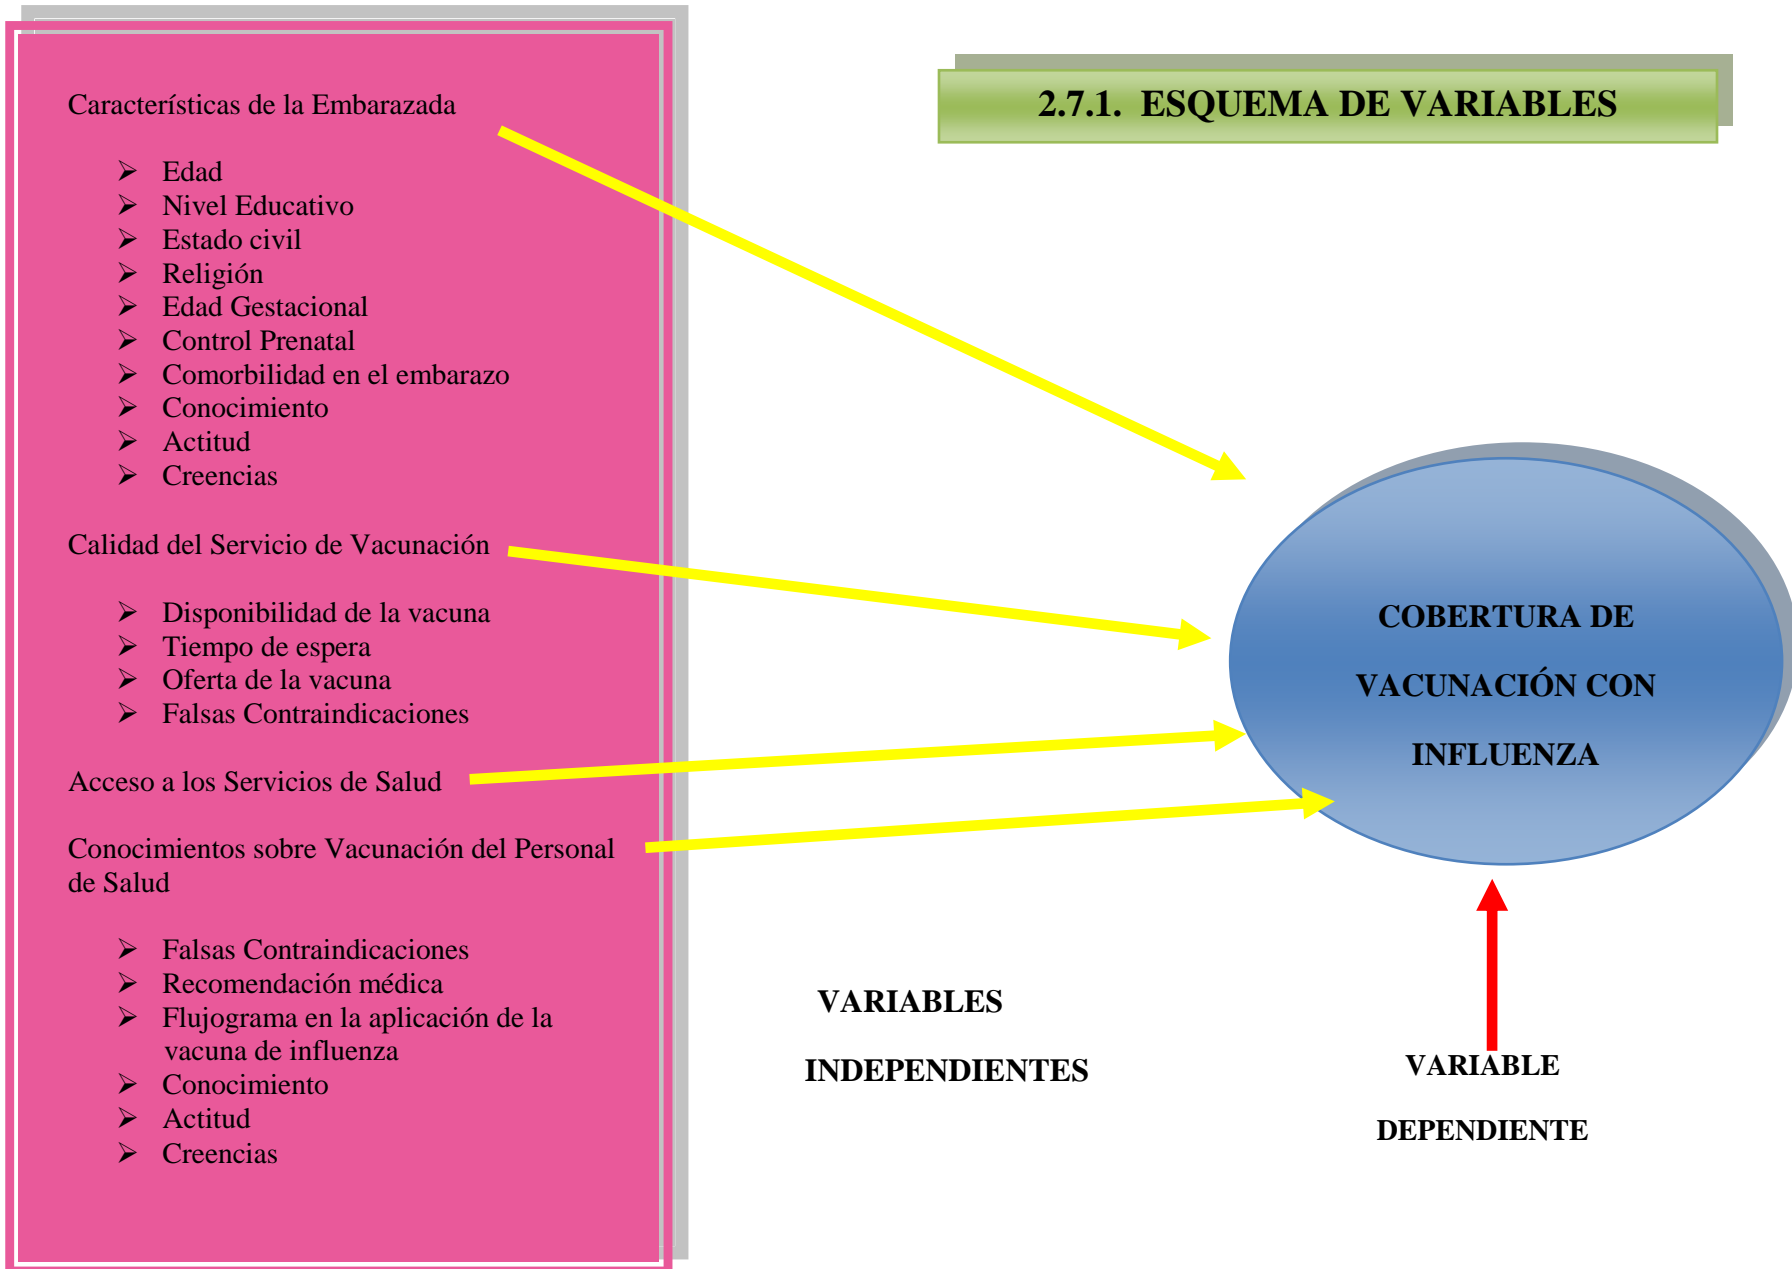 2.7.1. ESQUEMA DE VARIABLES
Características de la Embarazada
➢ Edad
➢ Nivel Educativo
➢ Estado civil
➢ Religión
➢ Edad Gestacional
➢ Control Prenatal
➢ Comorbilidad en el embarazo
➢ Conocimiento
➢ Actitud
➢ Creencias
Calidad del Servicio de Vacunación
➢ Disponibilidad de la vacuna
➢ Tiempo de espera
➢ Oferta de la vacuna
➢ Falsas Contraindicaciones
Acceso a los Servicios de Salud
Conocimientos sobre Vacunación del Personal
de Salud
➢ Falsas Contraindicaciones
➢ Recomendación médica
➢ Flujograma en la aplicación de la
vacuna de influenza
➢ Conocimiento
➢ Actitud
➢ Creencias
COBERTURA DE
VACUNACIÓN CON
INFLUENZA
VARIABLES
INDEPENDIENTES
VARIABLE
DEPENDIENTE